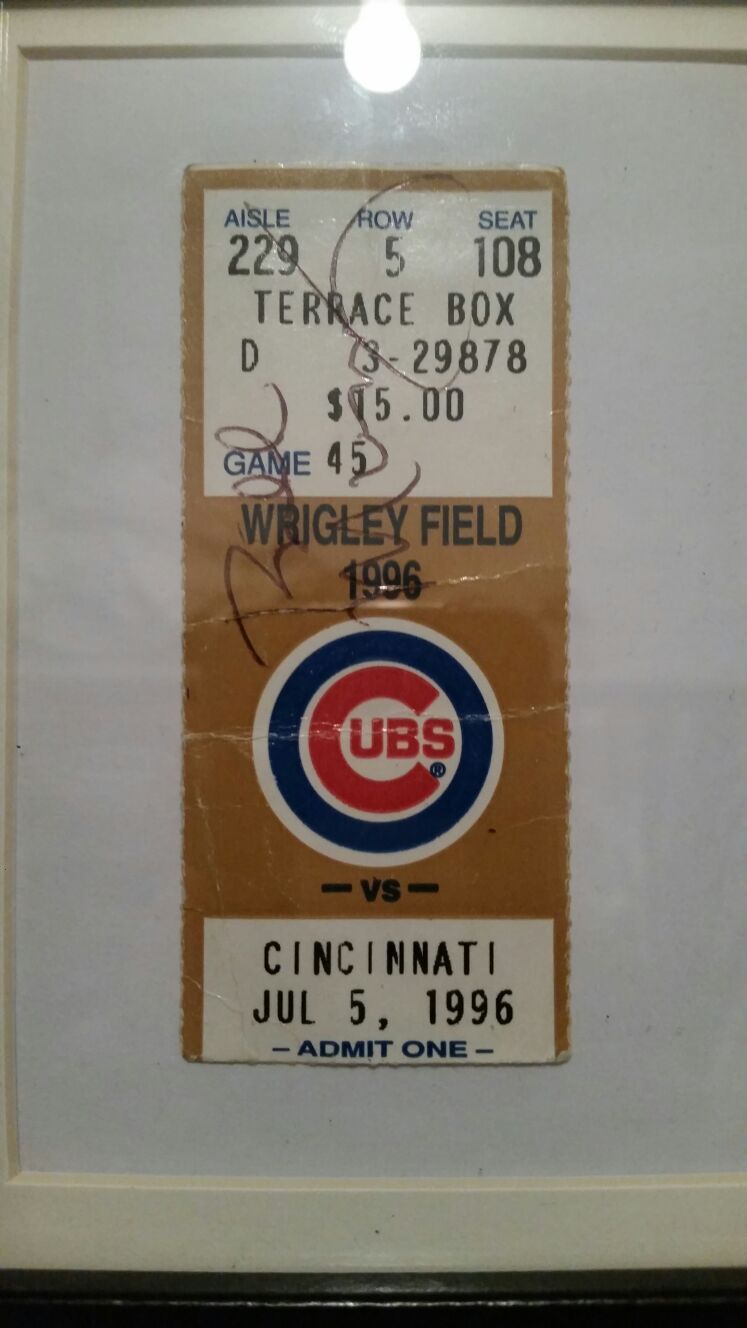 AISLE ROW SEAT
229 5 108
TERRACE BOX
D 3-29878
$15.00
GAME 45
WRIGLEY FIELD
1996
CUBS®
— VS —
CINCINNATI
JUL 5, 1996
– ADMIT ONE –
Bill